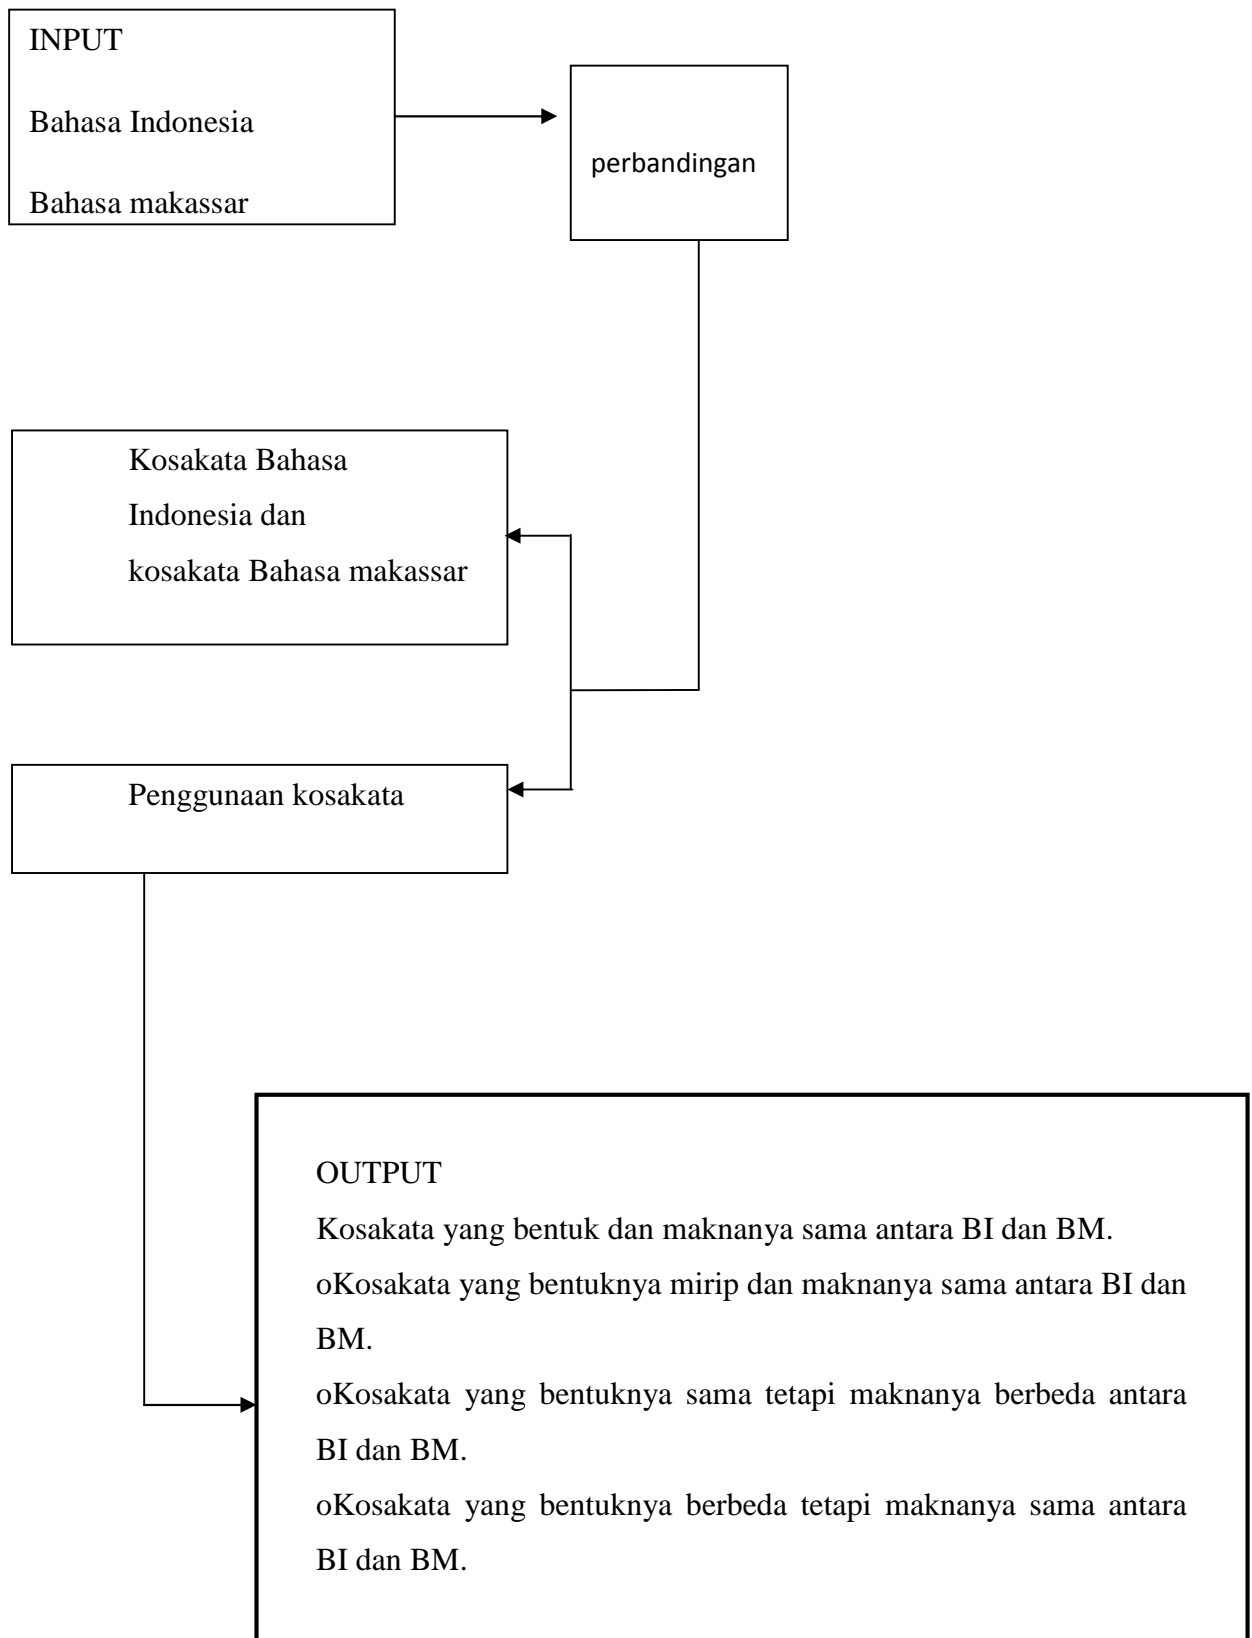 INPUT
Bahasa Indonesia
Bahasa makassar
perbandingan
Kosakata Bahasa
Indonesia dan
kosakata Bahasa makassar
Penggunaan kosakata
OUTPUT
Kosakata yang bentuk dan maknanya sama antara BI dan BM.
oKosakata yang bentuknya mirip dan maknanya sama antara BI dan
BM.
oKosakata yang bentuknya sama tetapi maknanya berbeda antara
BI dan BM.
oKosakata yang bentuknya berbeda tetapi maknanya sama antara
BI dan BM.